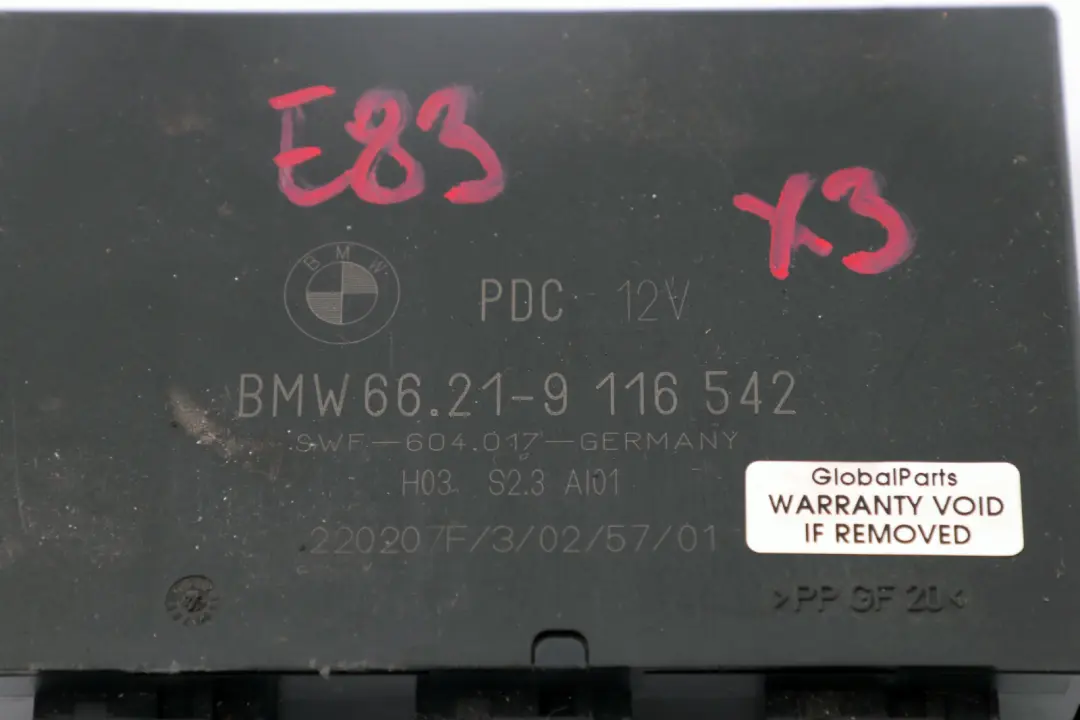 E83
X3
BMW
PDC 12V
BMW 66.21-9 116 542
SWF-604.017-GERMANY
H03 S2.3 AI01
220207F/3/02/57/01
GlobalParts
WARRANTY VOID
IF REMOVED
>PP GF 20<